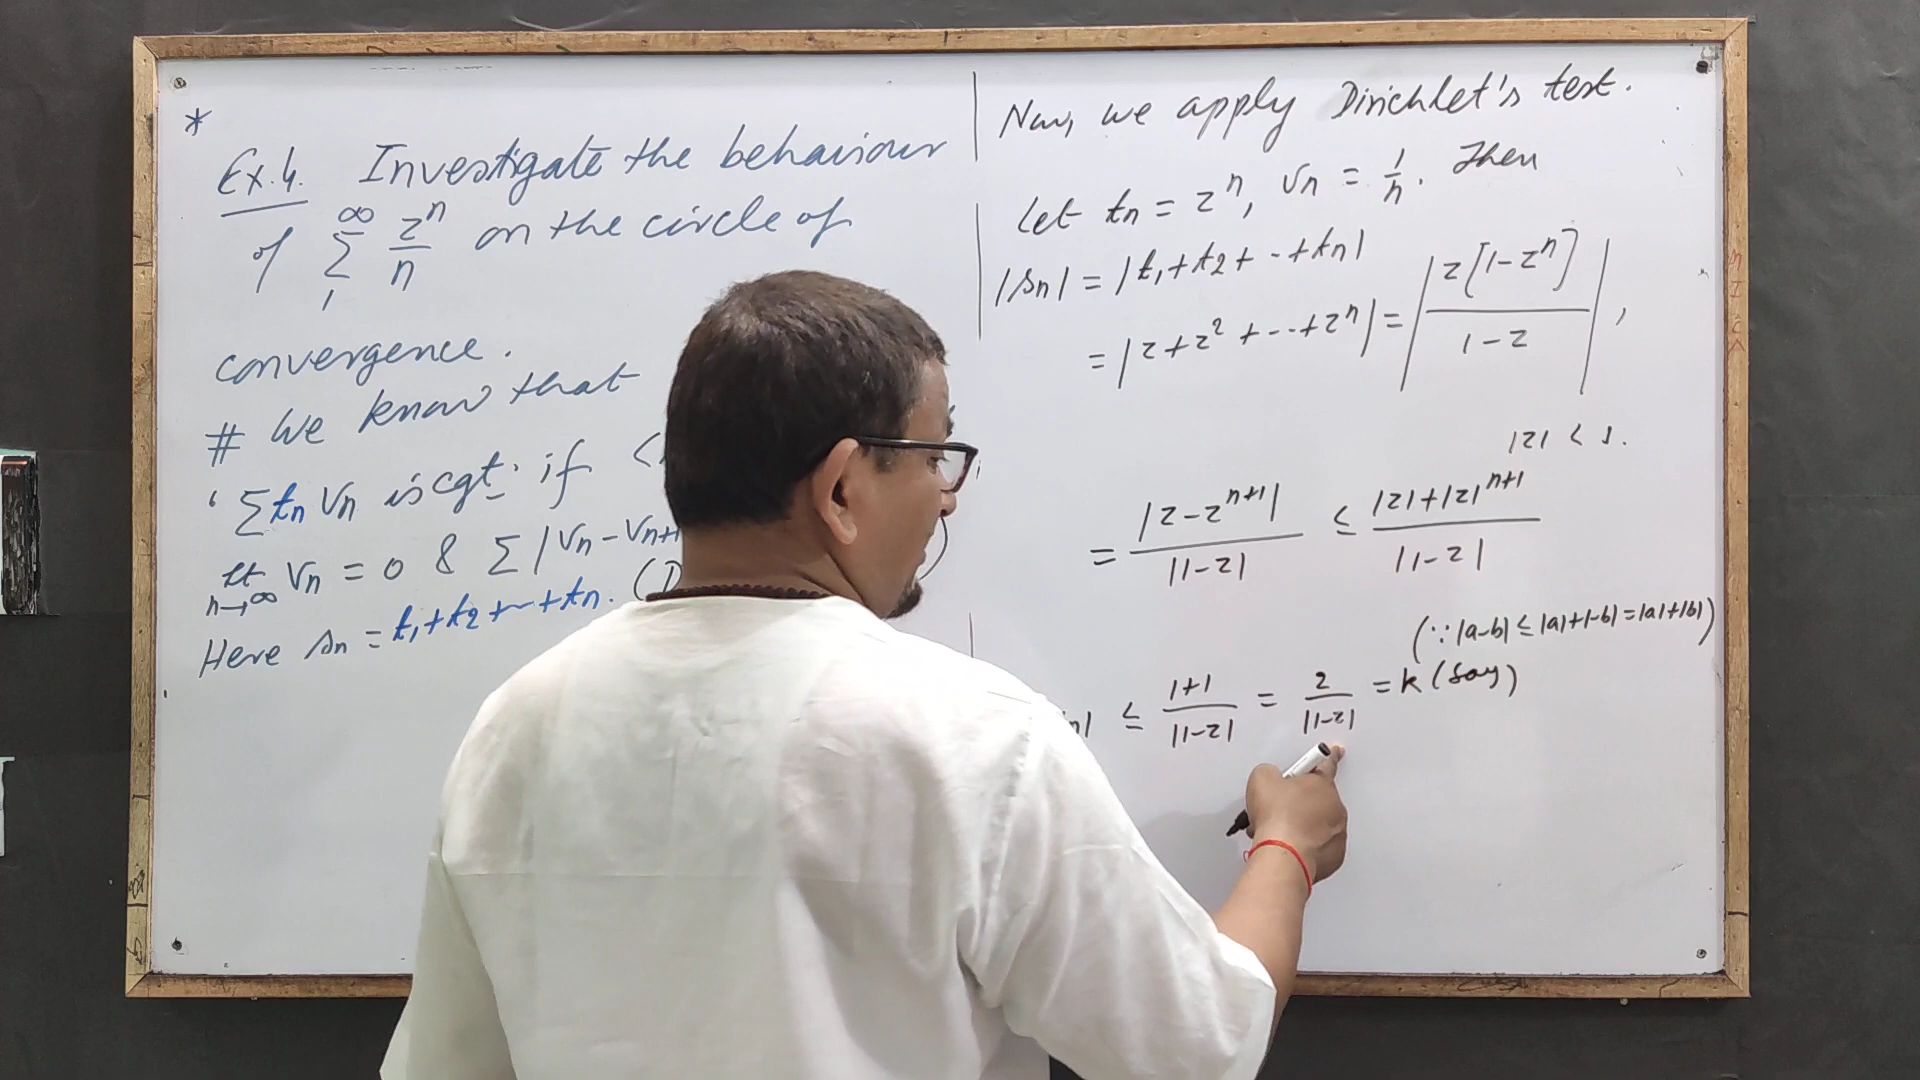 *
Ex.4. Investigate the behaviour
of ∞ Σ 1 zⁿ/n on the circle of
convergence.
# We know that
' Σ tn vn is cgt. if <
lt n→∞ vn = 0 & Σ |vn - vn+1
Here sn = t1+t2+--+tn. (D
Now, we apply Dirichlet's test.
Let tn = zⁿ, vn = 1/n. Then
|sn| = |t1+t2+--+tn|
= |z+z²+--+zⁿ| = |z[1-zⁿ]/1-z|,
|z| < 1.
= |z-zⁿ⁺¹|/|1-z| ≤ |z|+|z|ⁿ⁺¹/|1-z|
(∵ |a-b| ≤ |a|+|-b| = |a|+|b|)
n| ≤ 1+1/|1-z| = 2/|1-z| = k (say)